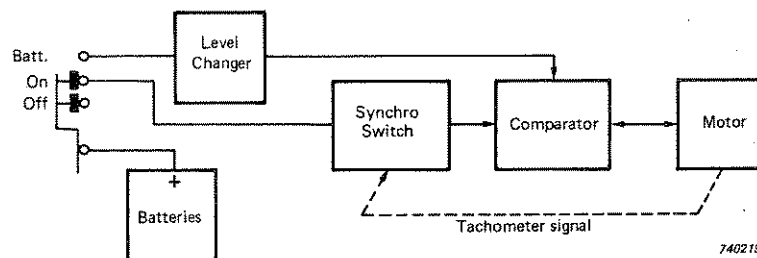 Batt.
On
Off
Level
Changer
Synchro
Switch
Comparator
Motor
+
Batteries
Tachometer signal